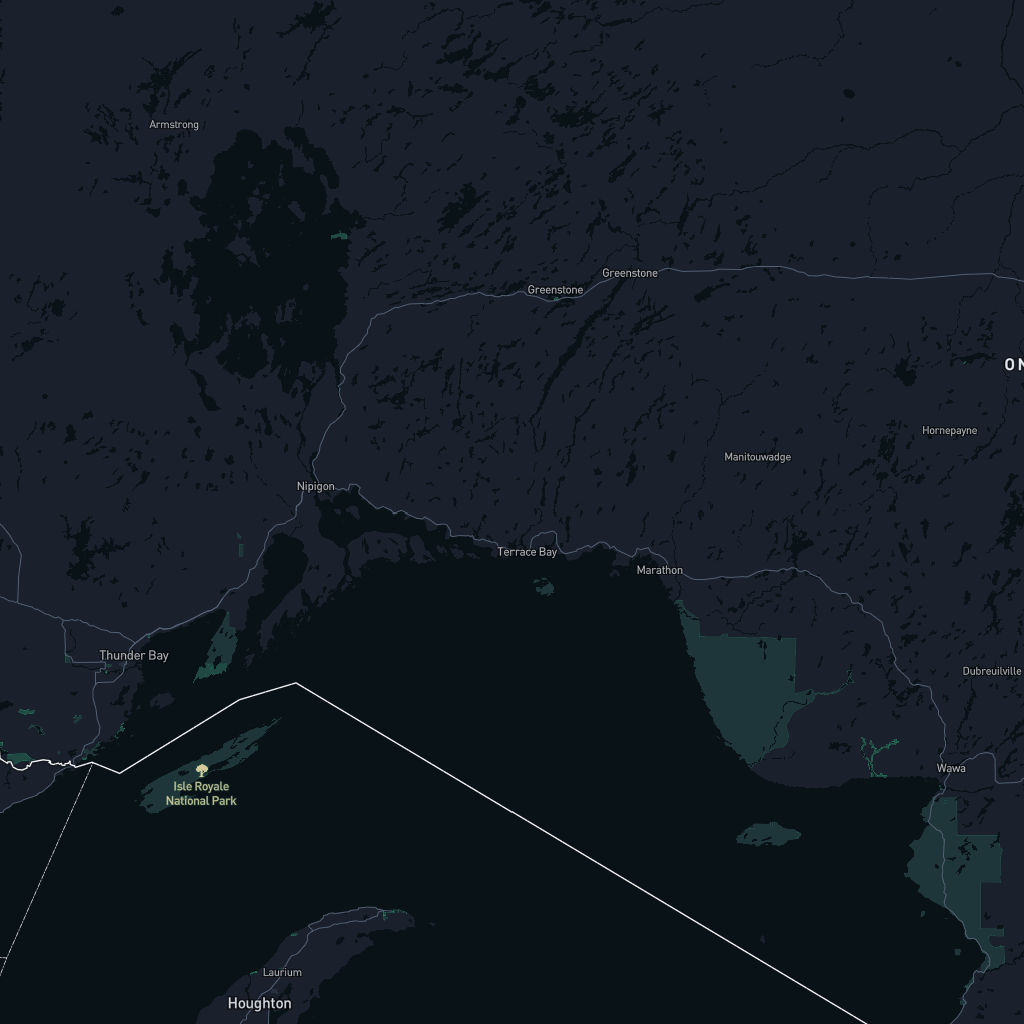 Armstrong
Greenstone
Greenstone
O N
Hornepayne
Manitouwadge
Nipigon
Terrace Bay
Marathon
Thunder Bay
Dubreuilville
Wawa
Isle Royale
National Park
Laurium
Houghton